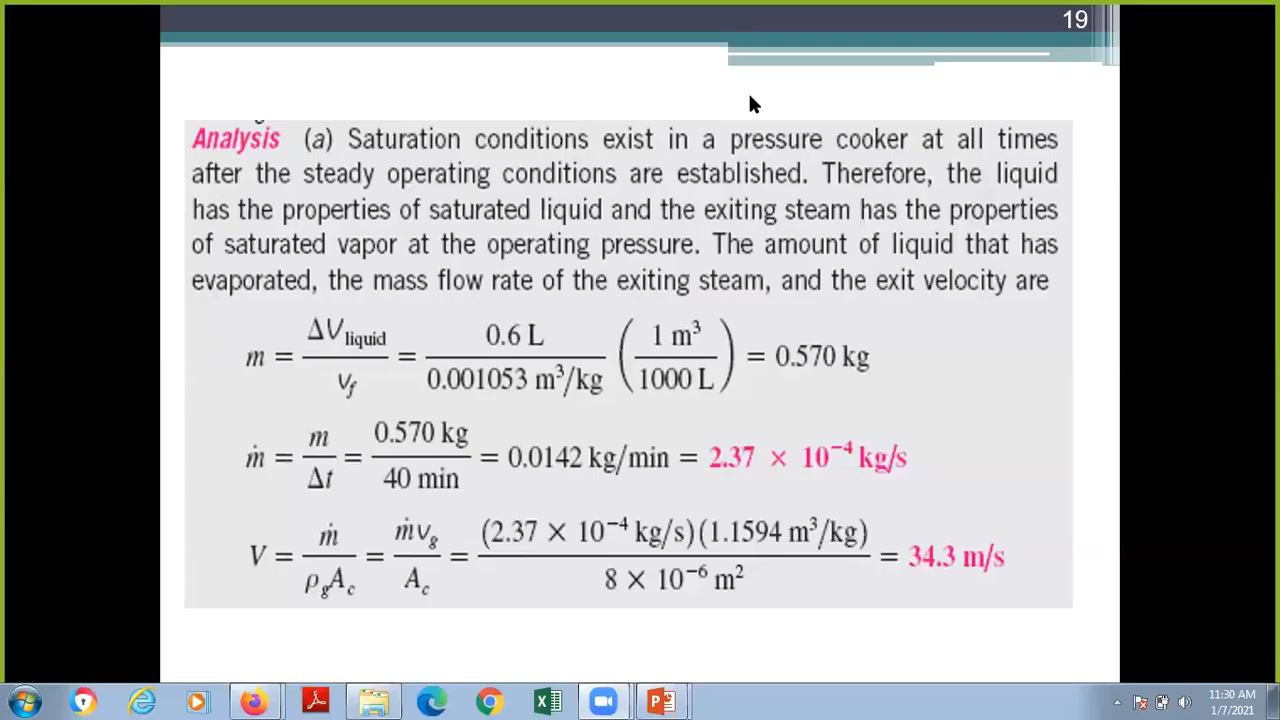 19
Analysis (a) Saturation conditions exist in a pressure cooker at all times
after the steady operating conditions are established. Therefore, the liquid
has the properties of saturated liquid and the exiting steam has the properties
of saturated vapor at the operating pressure. The amount of liquid that has
evaporated, the mass flow rate of the exiting steam, and the exit velocity are
m = ΔV_liquid / v_f = 0.6 L / 0.001053 m³/kg (1 m³ / 1000 L) = 0.570 kg
ṁ = m / Δt = 0.570 kg / 40 min = 0.0142 kg/min = 2.37 × 10⁻⁴ kg/s
V = ṁ / ρ_g A_c = ṁv_g / A_c = (2.37 × 10⁻⁴ kg/s)(1.1594 m³/kg) / 8 × 10⁻⁶ m² = 34.3 m/s
11:30 AM
1/7/2021